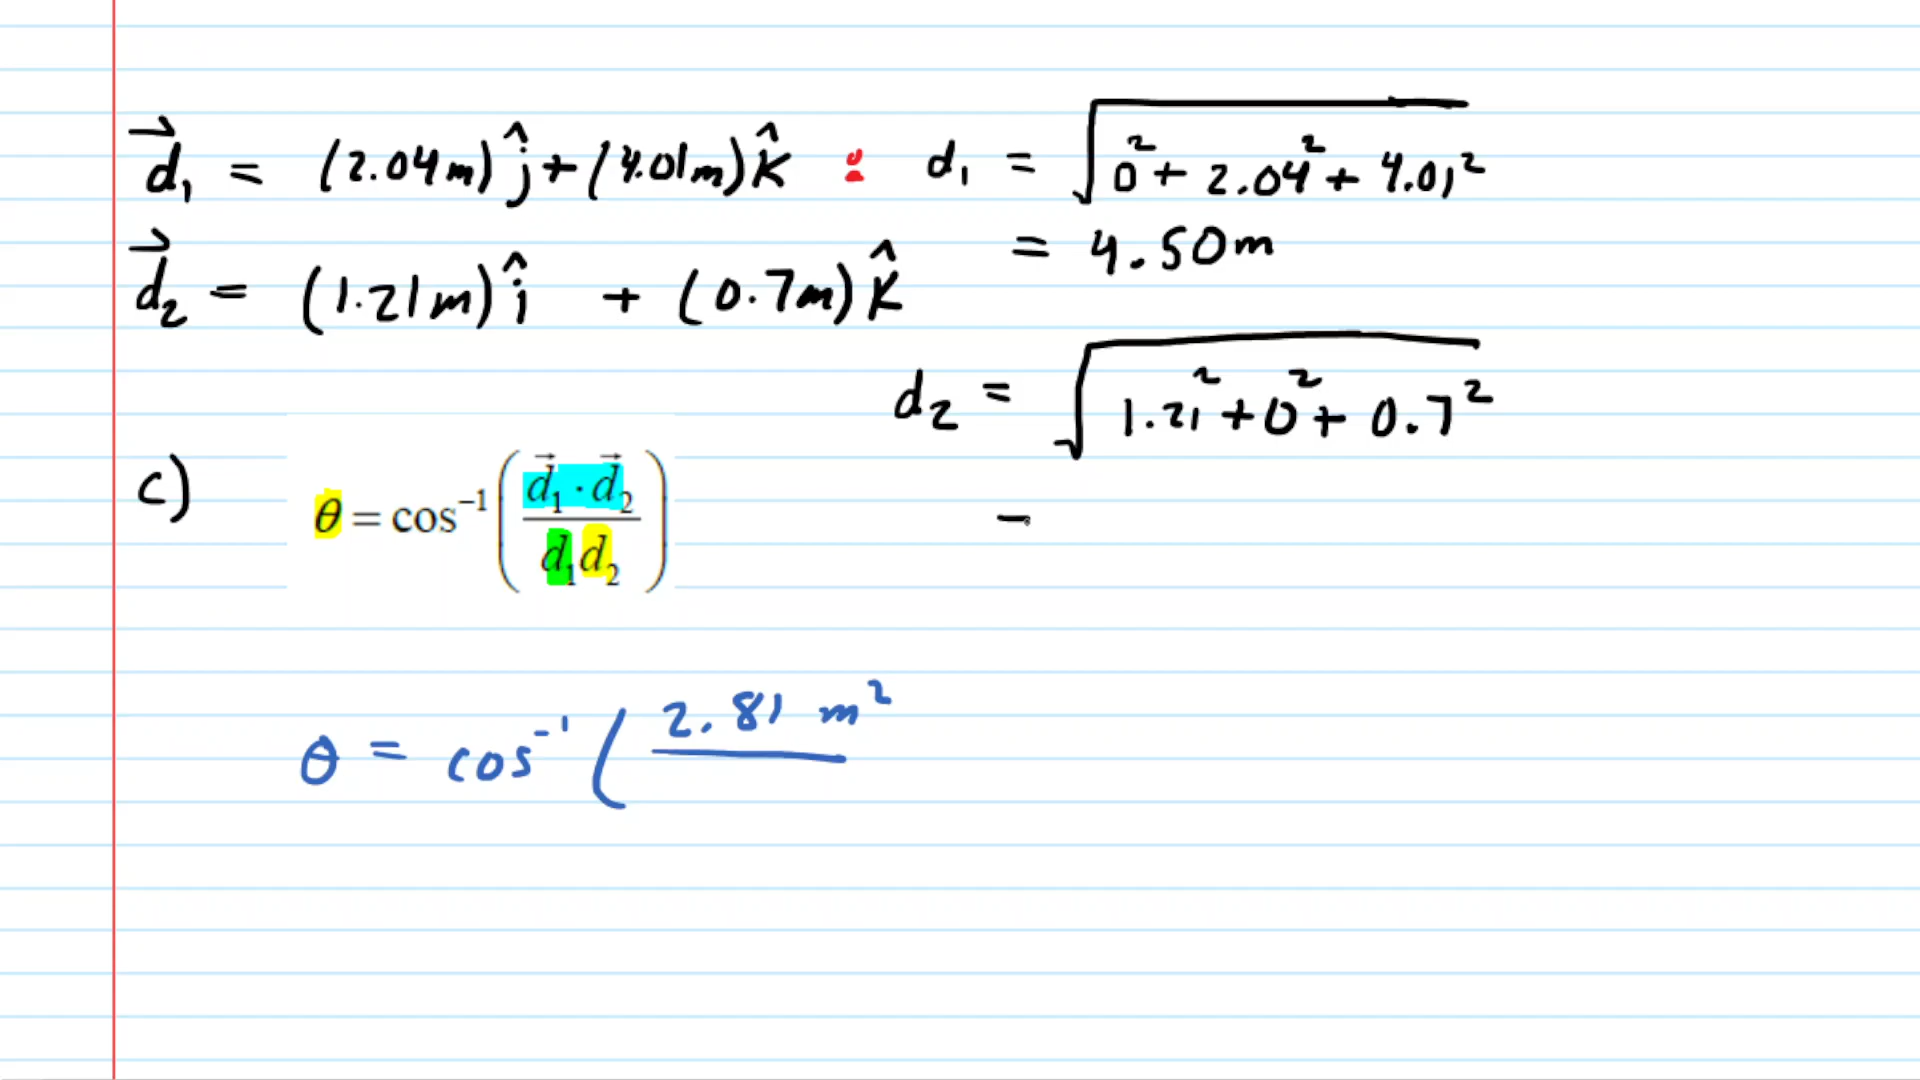 d⃗₁ = (2.04m) ĵ + (4.01m) k̂ : d₁ = √(0² + 2.04² + 4.01²)
= 4.50m
d⃗₂ = (1.21m) î + (0.7m) k̂
d₂ = √(1.21² + 0² + 0.7²)
c) θ = cos⁻¹ ( d⃗₁ · d⃗₂ / d₁d₂ ) −
θ = cos⁻¹ ( 2.81 m²